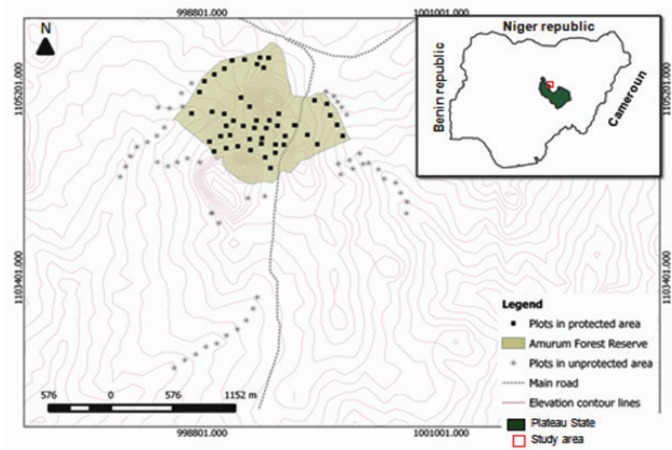 998801.000
1001001.000
N
Niger republic
Benin republic
Cameroun
1105201.000
1105201.000
1103401.000
1103401.000
Legend
Plots in protected area
Amurum Forest Reserve
Plots in unprotected area
Main road
Elevation contour lines
Plateau State
Study area
576 0 576 1152 m
998801.000
1001001.000